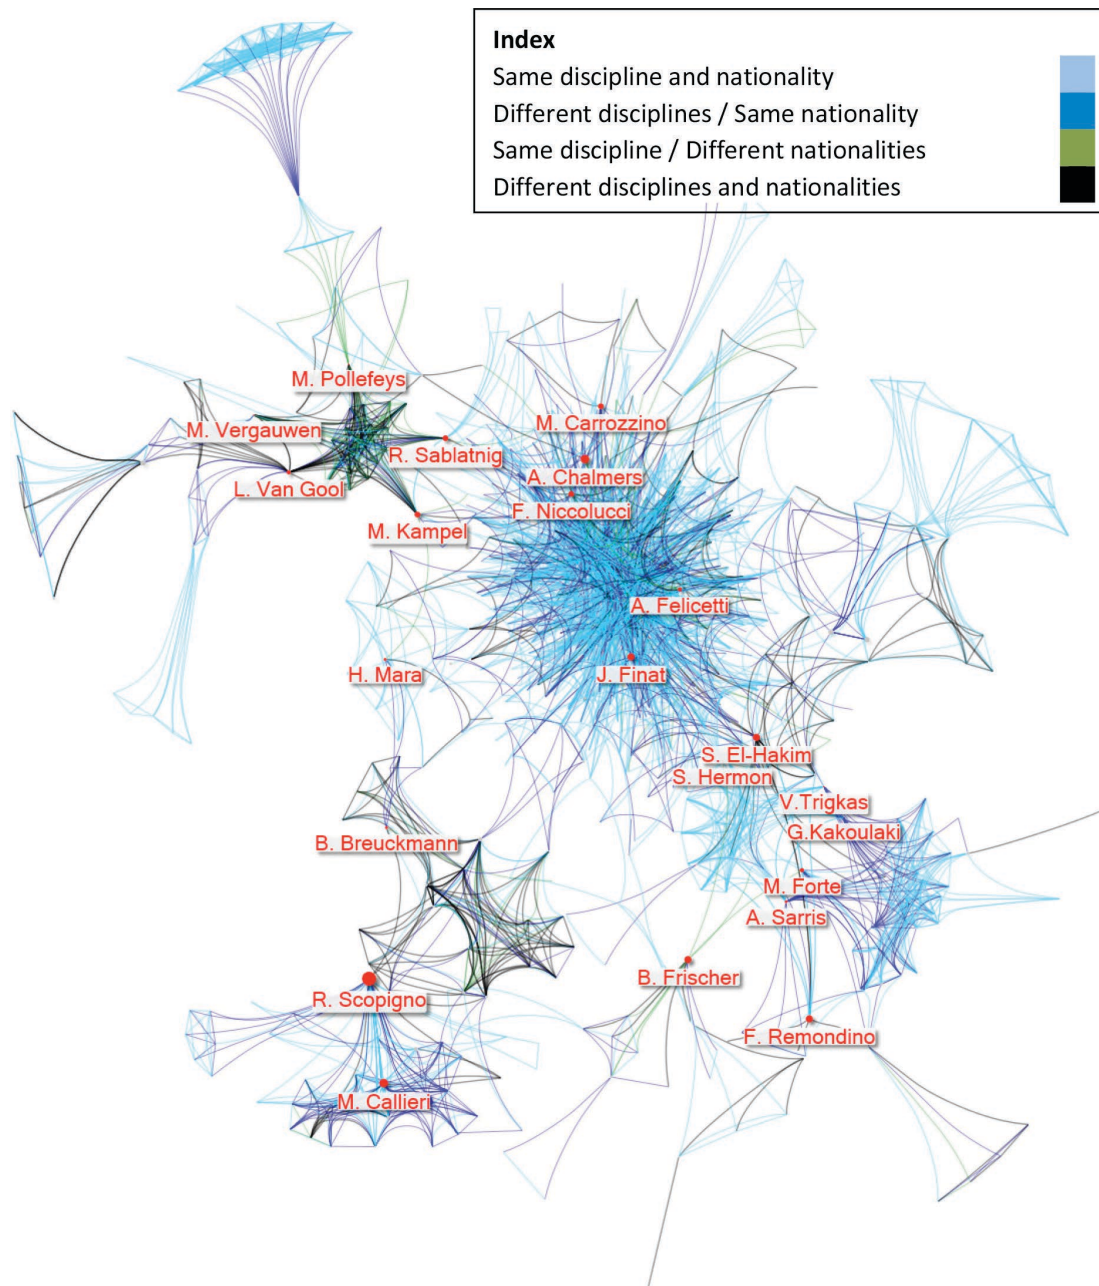 Index
Same discipline and nationality
Different disciplines / Same nationality
Same discipline / Different nationalities
Different disciplines and nationalities
M. Pollefeys
M. Vergauwen
R. Sablatnig
L. Van Gool
M. Kampel
M. Carrozzino
A. Chalmers
F. Niccolucci
A. Felicetti
H. Mara
J. Finat
S. El-Hakim
S. Hermon
V.Trigkas
G.Kakoulaki
B. Breuckmann
M. Forte
A. Sarris
B. Frischer
R. Scopigno
F. Remondino
M. Callieri